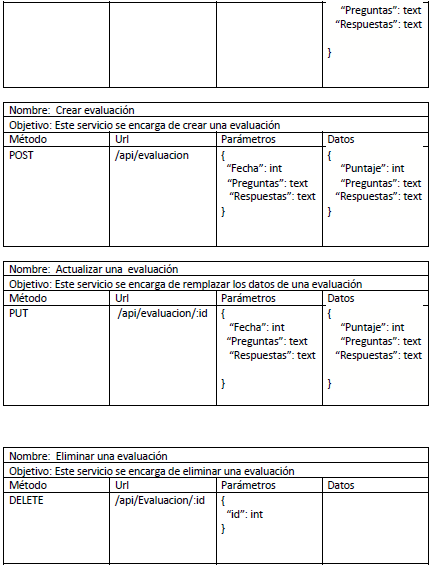 “Preguntas”: text
“Respuestas”: text
}
Nombre: Crear evaluación
Objetivo: Este servicio se encarga de crear una evaluación
Método Url Parámetros Datos
POST /api/evaluacion { {
“Fecha”: int “Puntaje”: int
“Preguntas”: text “Preguntas”: text
“Respuestas”: text “Respuestas”: text
} }
Nombre: Actualizar una evaluación
Objetivo: Este servicio se encarga de remplazar los datos de una evaluación
Método Url Parámetros Datos
PUT /api/evaluacion/:id { {
“Fecha”: int “Puntaje”: int
“Preguntas”: text “Preguntas”: text
“Respuestas”: text “Respuestas”: text
} }
Nombre: Eliminar una evaluación
Objetivo: Este servicio se encarga de eliminar una evaluación
Método Url Parámetros Datos
DELETE /api/Evaluacion/:id {
“id”: int
}